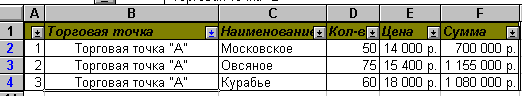 A B C D E F
1 Торговая точка Наименование Кол-в Цена Сумма
2 1 Торговая точка "А" Московское 50 14 000 р. 700 000 р.
3 2 Торговая точка "А" Овсяное 75 15 400 р. 1 155 000 р.
4 3 Торговая точка "А" Курабье 60 18 000 р. 1 080 000 р.